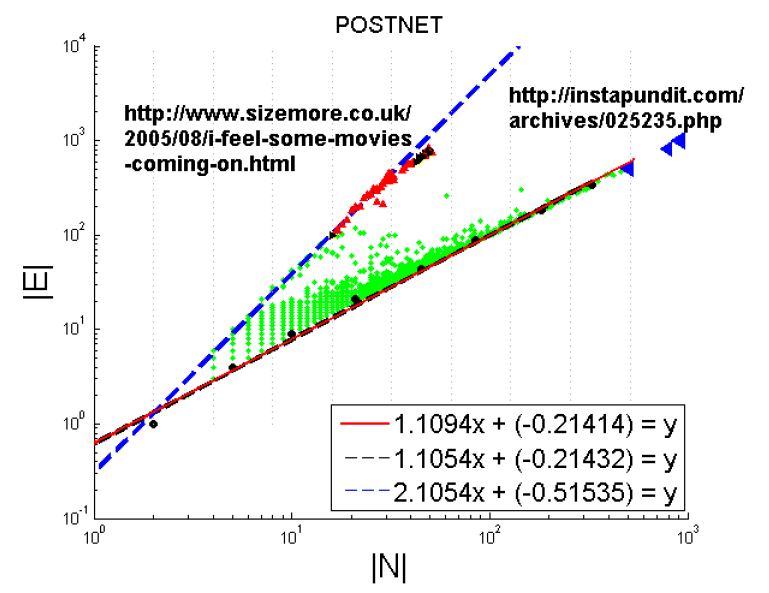 POSTNET
10^4
http://www.sizemore.co.uk/
2005/08/i-feel-some-movies
-coming-on.html
http://instapundit.com/
archives/025235.php
10^3
10^2
|E|
10^1
10^0
10^-1
1.1094x + (-0.21414) = y
1.1054x + (-0.21432) = y
2.1054x + (-0.51535) = y
10^0 10^1 10^2 10^3
|N|